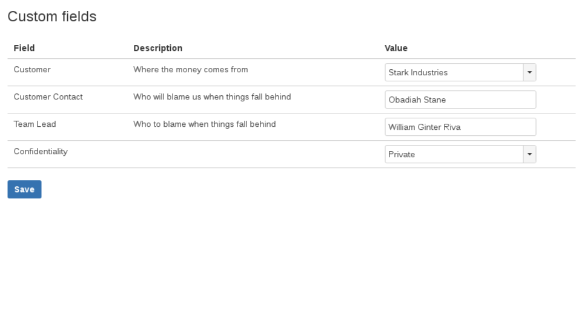 Custom fields
Field Description Value
Customer Where the money comes from Stark Industries
Customer Contact Who will blame us when things fall behind Obadiah Stane
Team Lead Who to blame when things fall behind William Ginter Riva
Confidentiality Private
Save